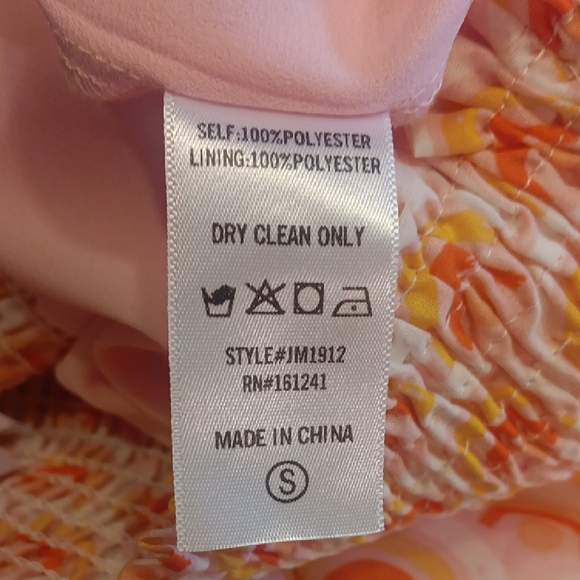 SELF:100%POLYESTER
LINING:100%POLYESTER
DRY CLEAN ONLY
STYLE#JM1912
RN#161241
MADE IN CHINA
S